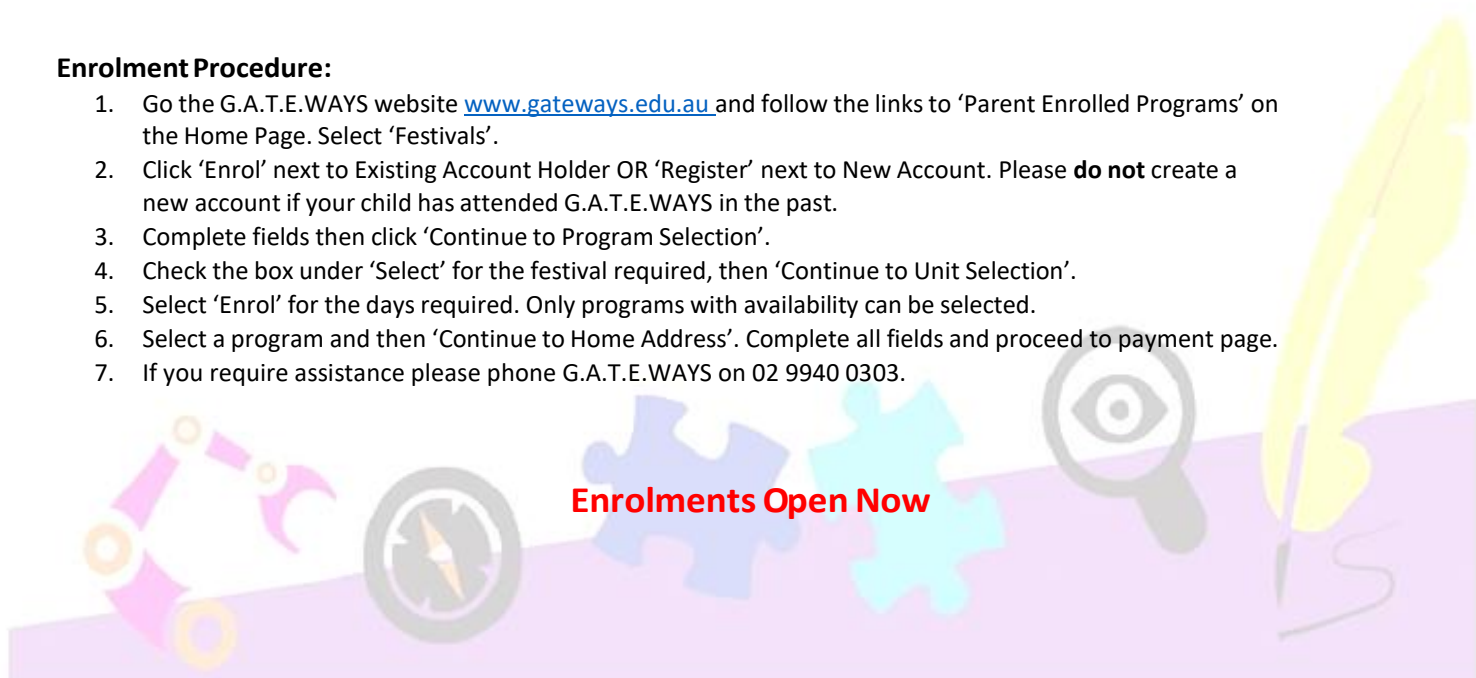 Enrolment Procedure:
1. Go the G.A.T.E.WAYS website www.gateways.edu.au and follow the links to ‘Parent Enrolled Programs’ on
the Home Page. Select ‘Festivals’.
2. Click ‘Enrol’ next to Existing Account Holder OR ‘Register’ next to New Account. Please do not create a
new account if your child has attended G.A.T.E.WAYS in the past.
3. Complete fields then click ‘Continue to Program Selection’.
4. Check the box under ‘Select’ for the festival required, then ‘Continue to Unit Selection’.
5. Select ‘Enrol’ for the days required. Only programs with availability can be selected.
6. Select a program and then ‘Continue to Home Address’. Complete all fields and proceed to payment page.
7. If you require assistance please phone G.A.T.E.WAYS on 02 9940 0303.
Enrolments Open Now